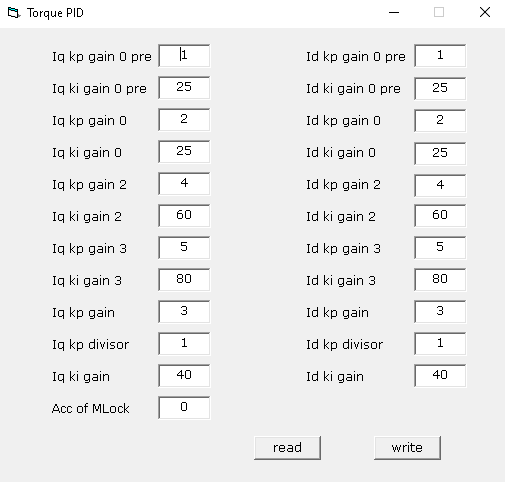 Torque PID
Iq kp gain 0 pre 1 Id kp gain 0 pre 1
Iq ki gain 0 pre 25 Id ki gain 0 pre 25
Iq kp gain 0 2 Id kp gain 0 2
Iq ki gain 0 25 Id ki gain 0 25
Iq kp gain 2 4 Id kp gain 2 4
Iq ki gain 2 60 Id ki gain 2 60
Iq kp gain 3 5 Id kp gain 3 5
Iq ki gain 3 80 Id ki gain 3 80
Iq kp gain 3 Id kp gain 3
Iq kp divisor 1 Id kp divisor 1
Iq ki gain 40 Id ki gain 40
Acc of MLock 0
read write